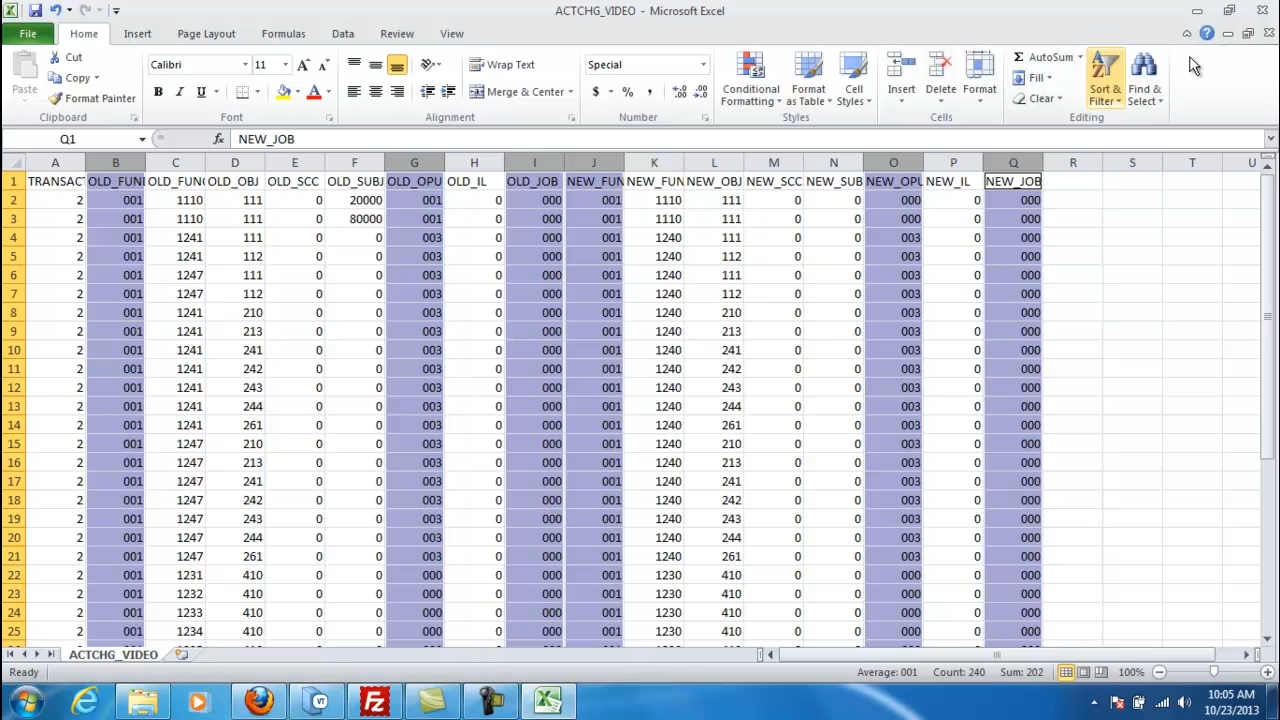 ACTCHG_VIDEO - Microsoft Excel
File Home Insert Page Layout Formulas Data Review View
Cut
Copy
Format Painter
Paste
Clipboard
Calibri 11
B I U
Font
Wrap Text
Merge & Center
Alignment
Special
$ % ,
Number
Conditional Formatting
Format as Table
Cell Styles
Styles
Insert Delete Format
Cells
AutoSum
Fill
Clear
Sort & Filter
Find & Select
Editing
Q1 fx NEW_JOB
A B C D E F G H I J K L M N O P Q R S T U
1 TRANSACT OLD_FUN OLD_FUNC OLD_OBJ OLD_SCC OLD_SUBJ OLD_OPU OLD_IL OLD_JOB NEW_FUN NEW_FUN NEW_OBJ NEW_SCC NEW_SUB NEW_OPU NEW_IL NEW_JOB
2 2 001 1110 111 0 20000 001 0 000 001 1110 111 0 0 000 0 000
3 2 001 1110 111 0 80000 001 0 000 001 1110 111 0 0 000 0 000
4 2 001 1241 111 0 0 003 0 000 001 1240 111 0 0 003 0 000
5 2 001 1241 112 0 0 003 0 000 001 1240 112 0 0 003 0 000
6 2 001 1247 111 0 0 003 0 000 001 1240 111 0 0 003 0 000
7 2 001 1247 112 0 0 003 0 000 001 1240 112 0 0 003 0 000
8 2 001 1241 210 0 0 003 0 000 001 1240 210 0 0 003 0 000
9 2 001 1241 213 0 0 003 0 000 001 1240 213 0 0 003 0 000
10 2 001 1241 241 0 0 003 0 000 001 1240 241 0 0 003 0 000
11 2 001 1241 242 0 0 003 0 000 001 1240 242 0 0 003 0 000
12 2 001 1241 243 0 0 003 0 000 001 1240 243 0 0 003 0 000
13 2 001 1241 244 0 0 003 0 000 001 1240 244 0 0 003 0 000
14 2 001 1241 261 0 0 003 0 000 001 1240 261 0 0 003 0 000
15 2 001 1247 210 0 0 003 0 000 001 1240 210 0 0 003 0 000
16 2 001 1247 213 0 0 003 0 000 001 1240 213 0 0 003 0 000
17 2 001 1247 241 0 0 003 0 000 001 1240 241 0 0 003 0 000
18 2 001 1247 242 0 0 003 0 000 001 1240 242 0 0 003 0 000
19 2 001 1247 243 0 0 003 0 000 001 1240 243 0 0 003 0 000
20 2 001 1247 244 0 0 003 0 000 001 1240 244 0 0 003 0 000
21 2 001 1247 261 0 0 003 0 000 001 1240 261 0 0 003 0 000
22 2 001 1231 410 0 0 000 0 000 001 1230 410 0 0 000 0 000
23 2 001 1232 410 0 0 000 0 000 001 1230 410 0 0 000 0 000
24 2 001 1233 410 0 0 000 0 000 001 1230 410 0 0 000 0 000
25 2 001 1234 410 0 0 000 0 000 001 1230 410 0 0 000 0 000
ACTCHG_VIDEO
Ready Average: 001 Count: 240 Sum: 202 100%
10:05 AM
10/23/2013